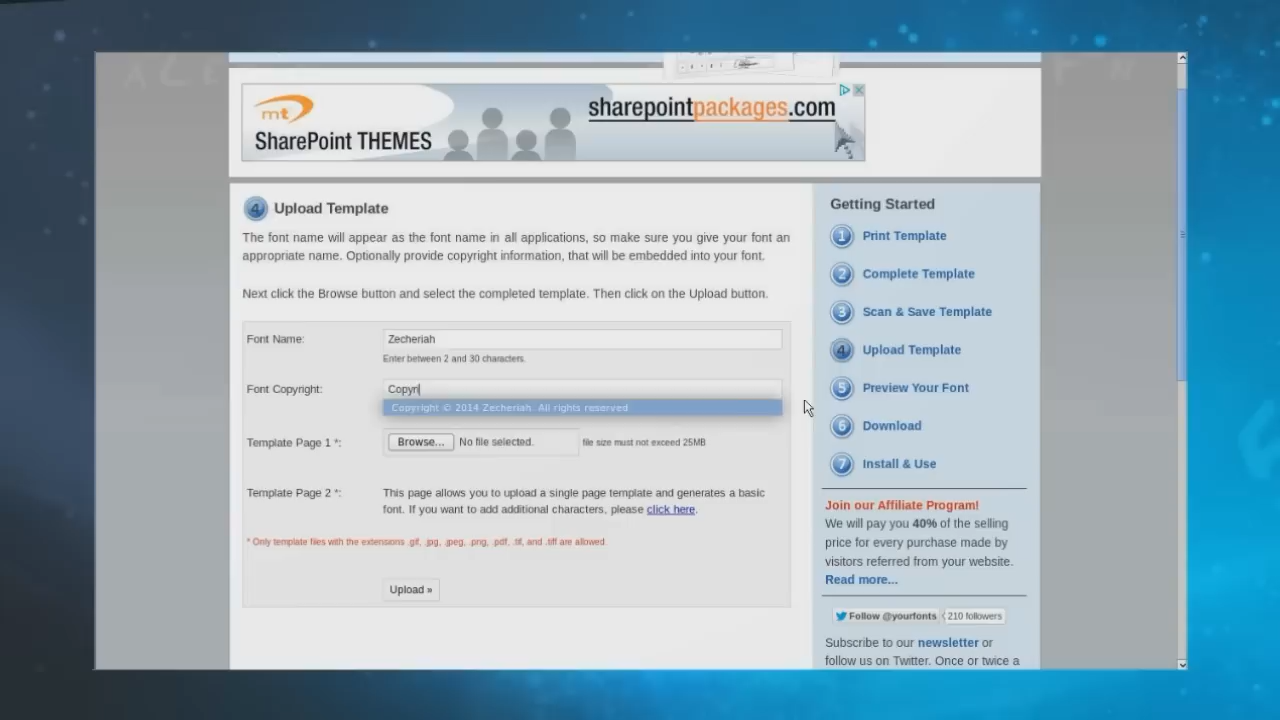 mt
SharePoint THEMES
sharepointpackages.com
4 Upload Template
The font name will appear as the font name in all applications, so make sure you give your font an
appropriate name. Optionally provide copyright information, that will be embedded into your font.
Next click the Browse button and select the completed template. Then click on the Upload button.
Font Name: Zecheriah
Enter between 2 and 30 characters.
Font Copyright: Copyri
Copyright © 2014 Zecheriah. All rights reserved
Template Page 1 *: Browse... No file selected. file size must not exceed 25MB
Template Page 2 *: This page allows you to upload a single page template and generates a basic
font. If you want to add additional characters, please click here.
* Only template files with the extensions .gif, .jpg, .jpeg, .png, .pdf, .tif, and .tiff are allowed
Upload »
Getting Started
1 Print Template
2 Complete Template
3 Scan & Save Template
4 Upload Template
5 Preview Your Font
6 Download
7 Install & Use
Join our Affiliate Program!
We will pay you 40% of the selling
price for every purchase made by
visitors referred from your website.
Read more...
Follow @yourfonts 210 followers
Subscribe to our newsletter or
follow us on Twitter. Once or twice a